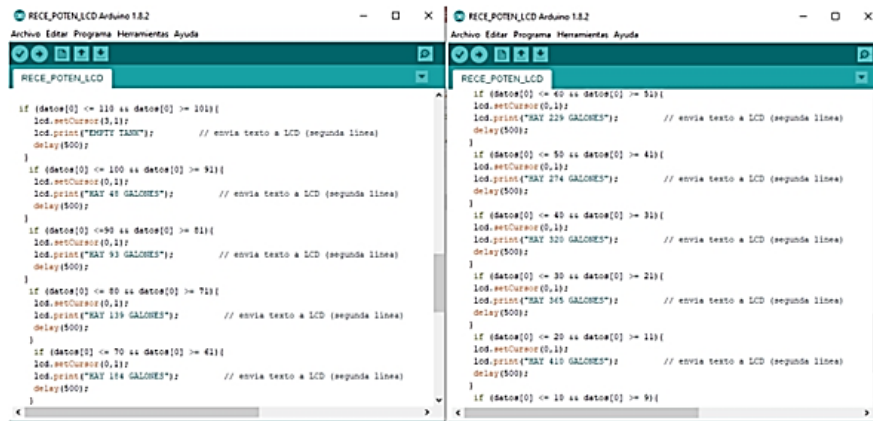 RECE_POTEN_LCD Arduino 1.8.2
Archivo Editar Programa Herramientas Ayuda
RECE_POTEN_LCD
if (datos[0] <= 110 && datos[0] >= 101){
lcd.setCursor(3,1);
lcd.print("EMPTY TANK"); // envia texto a LCD (segunda linea)
delay(500);
}
if (datos[0] <= 100 && datos[0] >= 91){
lcd.setCursor(0,1);
lcd.print("HAY 48 GALONES"); // envia texto a LCD (segunda linea)
delay(500);
}
if (datos[0] <=90 && datos[0] >= 81){
lcd.setCursor(0,1);
lcd.print("HAY 93 GALONES"); // envia texto a LCD (segunda linea)
delay(500);
}
if (datos[0] <= 80 && datos[0] >= 71){
lcd.setCursor(0,1);
lcd.print("HAY 139 GALONES"); // envia texto a LCD (segunda linea)
delay(500);
}
if (datos[0] <= 70 && datos[0] >= 61){
lcd.setCursor(0,1);
lcd.print("HAY 184 GALONES"); // envia texto a LCD (segunda linea)
delay(500);
}
RECE_POTEN_LCD Arduino 1.8.2
Archivo Editar Programa Herramientas Ayuda
RECE_POTEN_LCD
if (datos[0] <= 60 && datos[0] >= 51){
lcd.setCursor(0,1);
lcd.print("HAY 229 GALONES"); // envia texto a LCD (segunda linea)
delay(500);
}
if (datos[0] <= 50 && datos[0] >= 41){
lcd.setCursor(0,1);
lcd.print("HAY 274 GALONES"); // envia texto a LCD (segunda linea)
delay(500);
}
if (datos[0] <= 40 && datos[0] >= 31){
lcd.setCursor(0,1);
lcd.print("HAY 320 GALONES"); // envia texto a LCD (segunda linea)
delay(500);
}
if (datos[0] <= 30 && datos[0] >= 21){
lcd.setCursor(0,1);
lcd.print("HAY 365 GALONES"); // envia texto a LCD (segunda linea)
delay(500);
}
if (datos[0] <= 20 && datos[0] >= 11){
lcd.setCursor(0,1);
lcd.print("HAY 410 GALONES"); // envia texto a LCD (segunda linea)
delay(500);
}
if (datos[0] <= 10 && datos[0] >= 9){